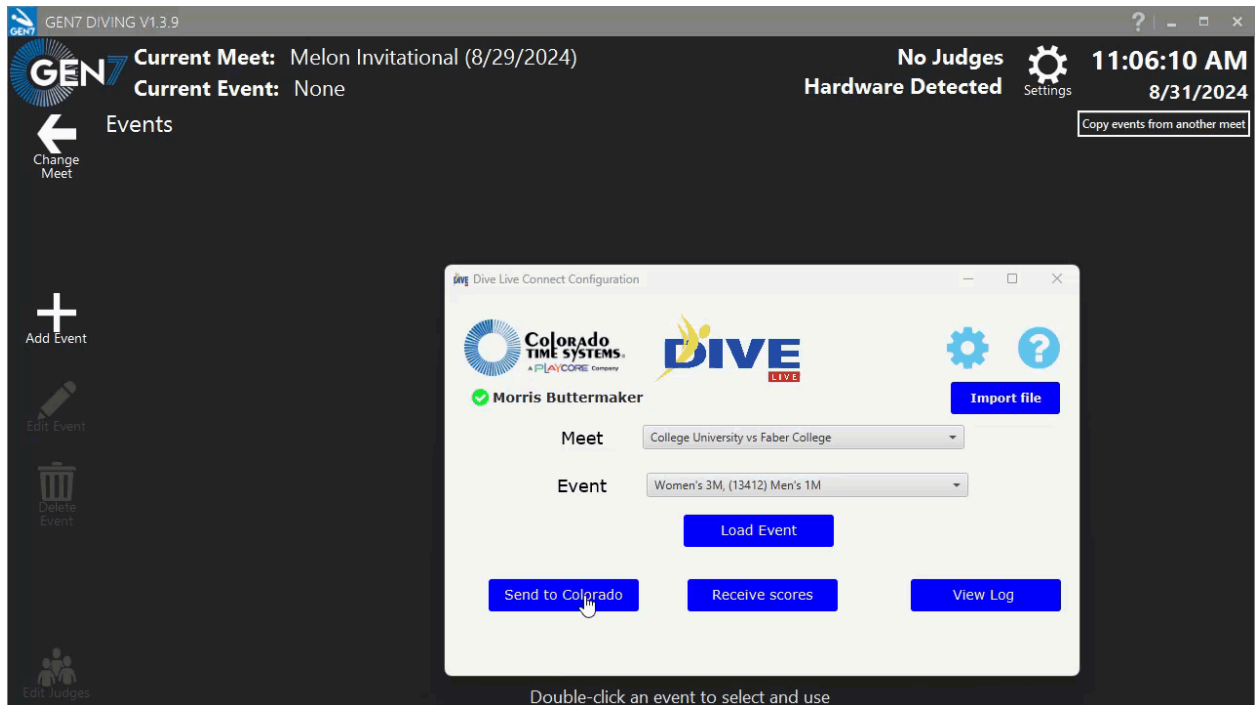 GEN7 DIVING V1.3.9
GEN7
GEN7
Current Meet: Melon Invitational (8/29/2024)
Current Event: None
No Judges
Hardware Detected
Settings
11:06:10 AM
8/31/2024
Change
Meet
Events
Copy events from another meet
Add Event
Edit Event
Delete
Event
Edit Judges
DIVE Dive Live Connect Configuration
COLORADO
TIME SYSTEMS.
A PLAYCORE Company
DIVE
LIVE
Morris Buttermaker
Import file
Meet
College University vs Faber College
Event
Women's 3M, (13412) Men's 1M
Load Event
Send to Colorado
Receive scores
View Log
Double-click an event to select and use